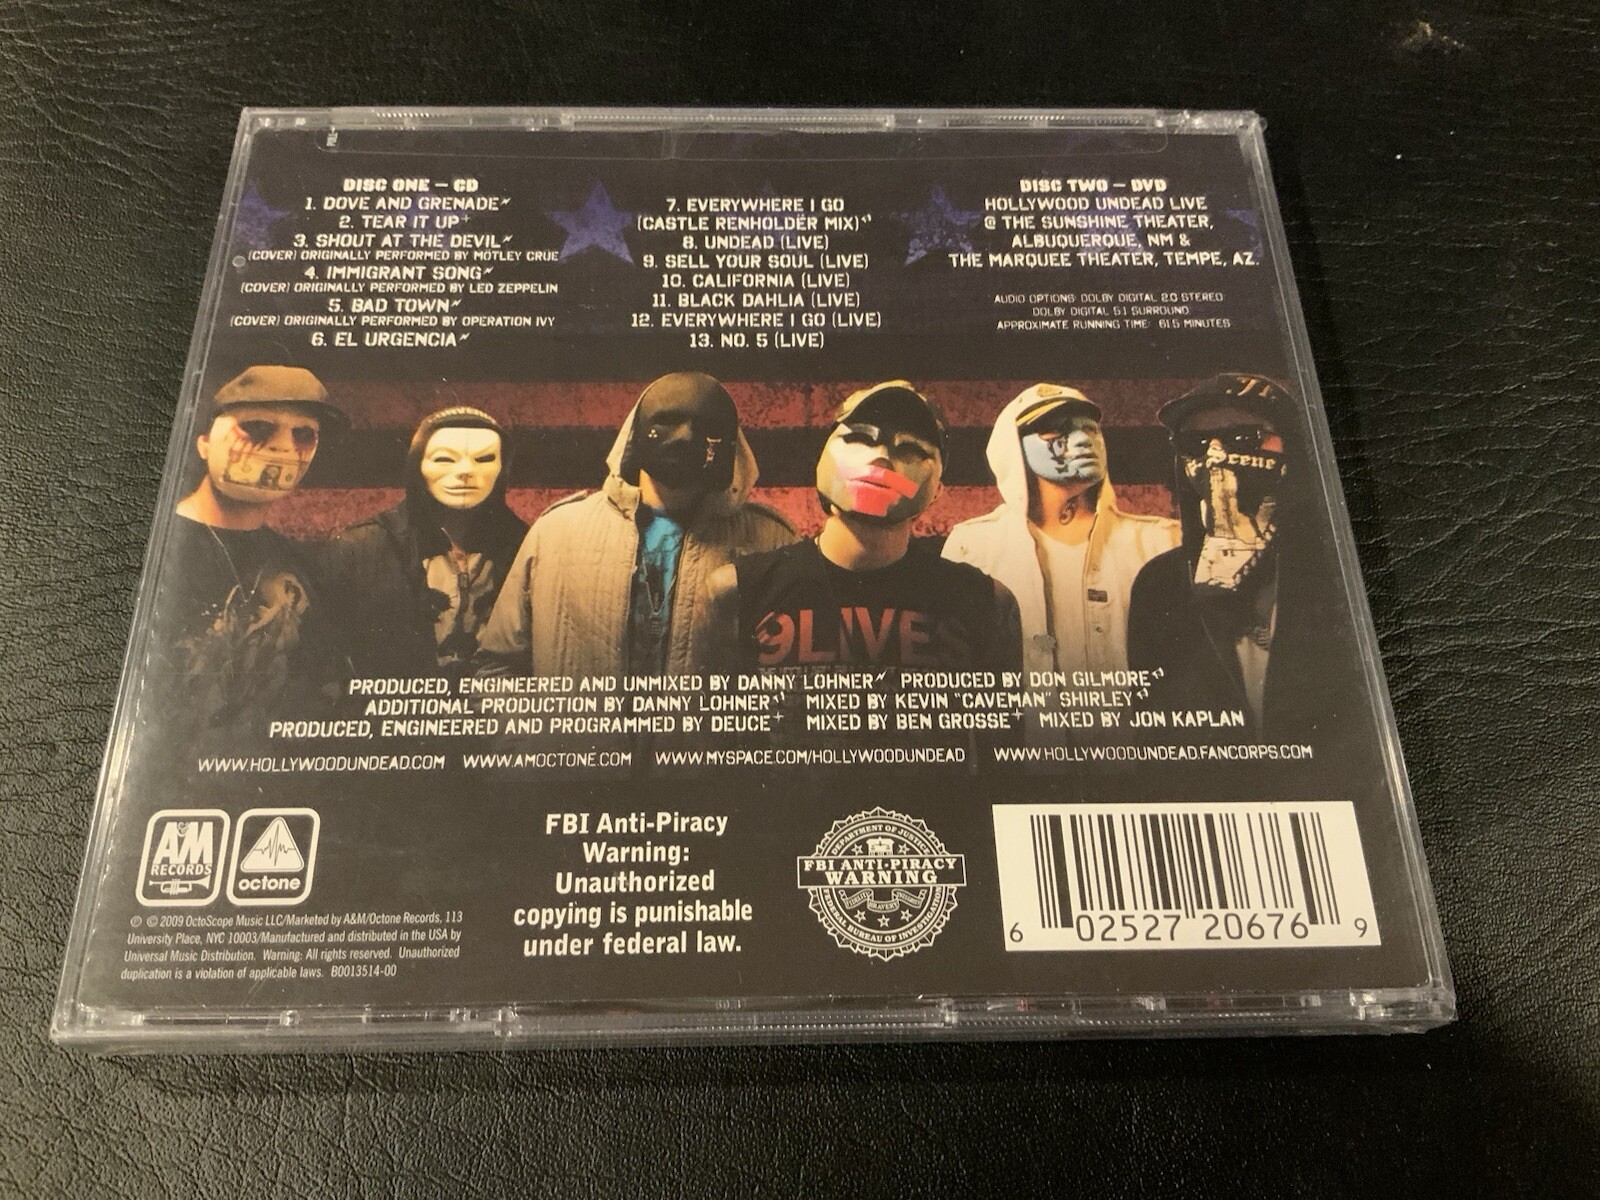 DISC ONE – CD
1. DOVE AND GRENADE
2. TEAR IT UP+
3. SHOUT AT THE DEVIL
(COVER) ORIGINALLY PERFORMED BY MÖTLEY CRÜE
4. IMMIGRANT SONG
(COVER) ORIGINALLY PERFORMED BY LED ZEPPELIN
5. BAD TOWN
(COVER) ORIGINALLY PERFORMED BY OPERATION IVY
6. EL URGENCIA
7. EVERYWHERE I GO
(CASTLE RENHOLDËR MIX)
8. UNDEAD (LIVE)
9. SELL YOUR SOUL (LIVE)
10. CALIFORNIA (LIVE)
11. BLACK DAHLIA (LIVE)
12. EVERYWHERE I GO (LIVE)
13. NO. 5 (LIVE)
DISC TWO – DVD
HOLLYWOOD UNDEAD LIVE
@ THE SUNSHINE THEATER,
ALBUQUERQUE, NM &
THE MARQUEE THEATER, TEMPE, AZ.
AUDIO OPTIONS: DOLBY DIGITAL 2.0 STEREO
DOLBY DIGITAL 5.1 SURROUND
APPROXIMATE RUNNING TIME: 61.5 MINUTES
Scene
9LIVES
PRODUCED, ENGINEERED AND UNMIXED BY DANNY LOHNER PRODUCED BY DON GILMORE
ADDITIONAL PRODUCTION BY DANNY LOHNER MIXED BY KEVIN "CAVEMAN" SHIRLEY
PRODUCED, ENGINEERED AND PROGRAMMED BY DEUCE+ MIXED BY BEN GROSSE+ MIXED BY JON KAPLAN
WWW.HOLLYWOODUNDEAD.COM WWW.AMOCTONE.COM WWW.MYSPACE.COM/HOLLYWOODUNDEAD WWW.HOLLYWOODUNDEAD.FANCORPS.COM
A&M
RECORDS
octone
℗ © 2009 OctoScope Music LLC/Marketed by A&M/Octone Records, 113
University Place, NYC 10003/Manufactured and distributed in the USA by
Universal Music Distribution. Warning: All rights reserved. Unauthorized
duplication is a violation of applicable laws. B0013514-00
FBI Anti-Piracy
Warning:
Unauthorized
copying is punishable
under federal law.
DEPARTMENT OF JUSTICE
FBI ANTI-PIRACY
WARNING
FIDELITY BRAVERY INTEGRITY
FEDERAL BUREAU OF INVESTIGATION
6 02527 20676 9